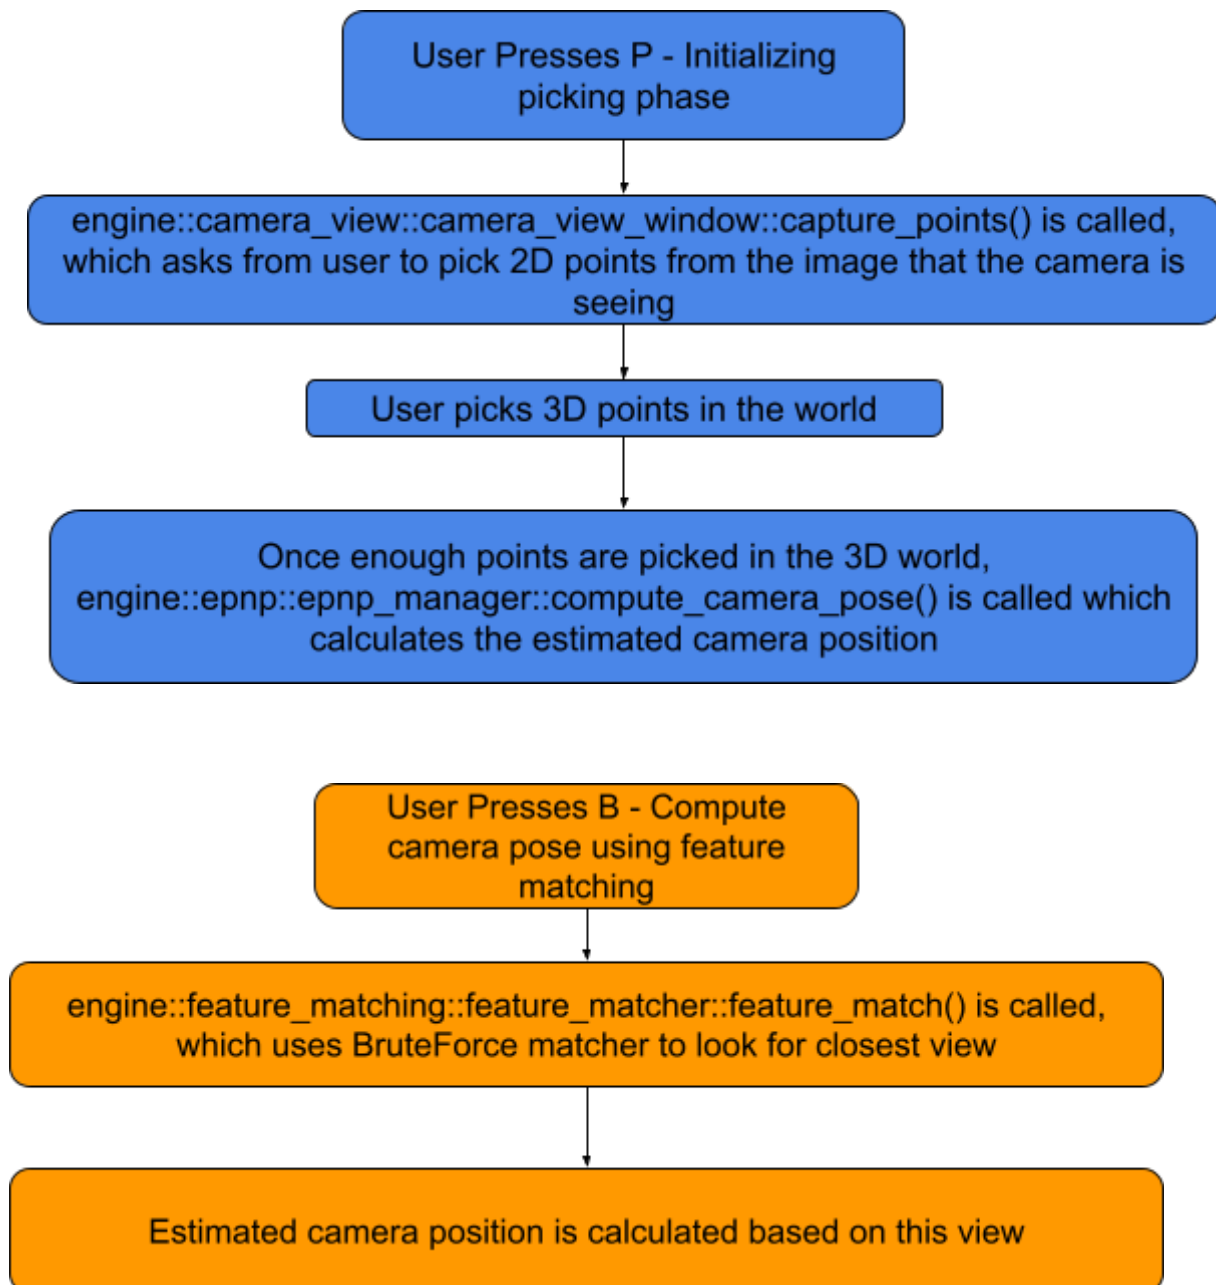 User Presses P - Initializing
picking phase
engine::camera_view::camera_view_window::capture_points() is called,
which asks from user to pick 2D points from the image that the camera is
seeing
User picks 3D points in the world
Once enough points are picked in the 3D world,
engine::epnp::epnp_manager::compute_camera_pose() is called which
calculates the estimated camera position
User Presses B - Compute
camera pose using feature
matching
engine::feature_matching::feature_matcher::feature_match() is called,
which uses BruteForce matcher to look for closest view
Estimated camera position is calculated based on this view